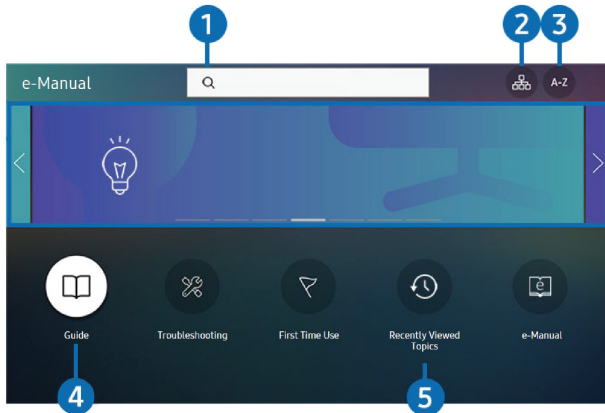 1
2
3
e-Manual
A-Z
Guide
Troubleshooting
First Time Use
Recently Viewed
Topics
e-Manual
4
5